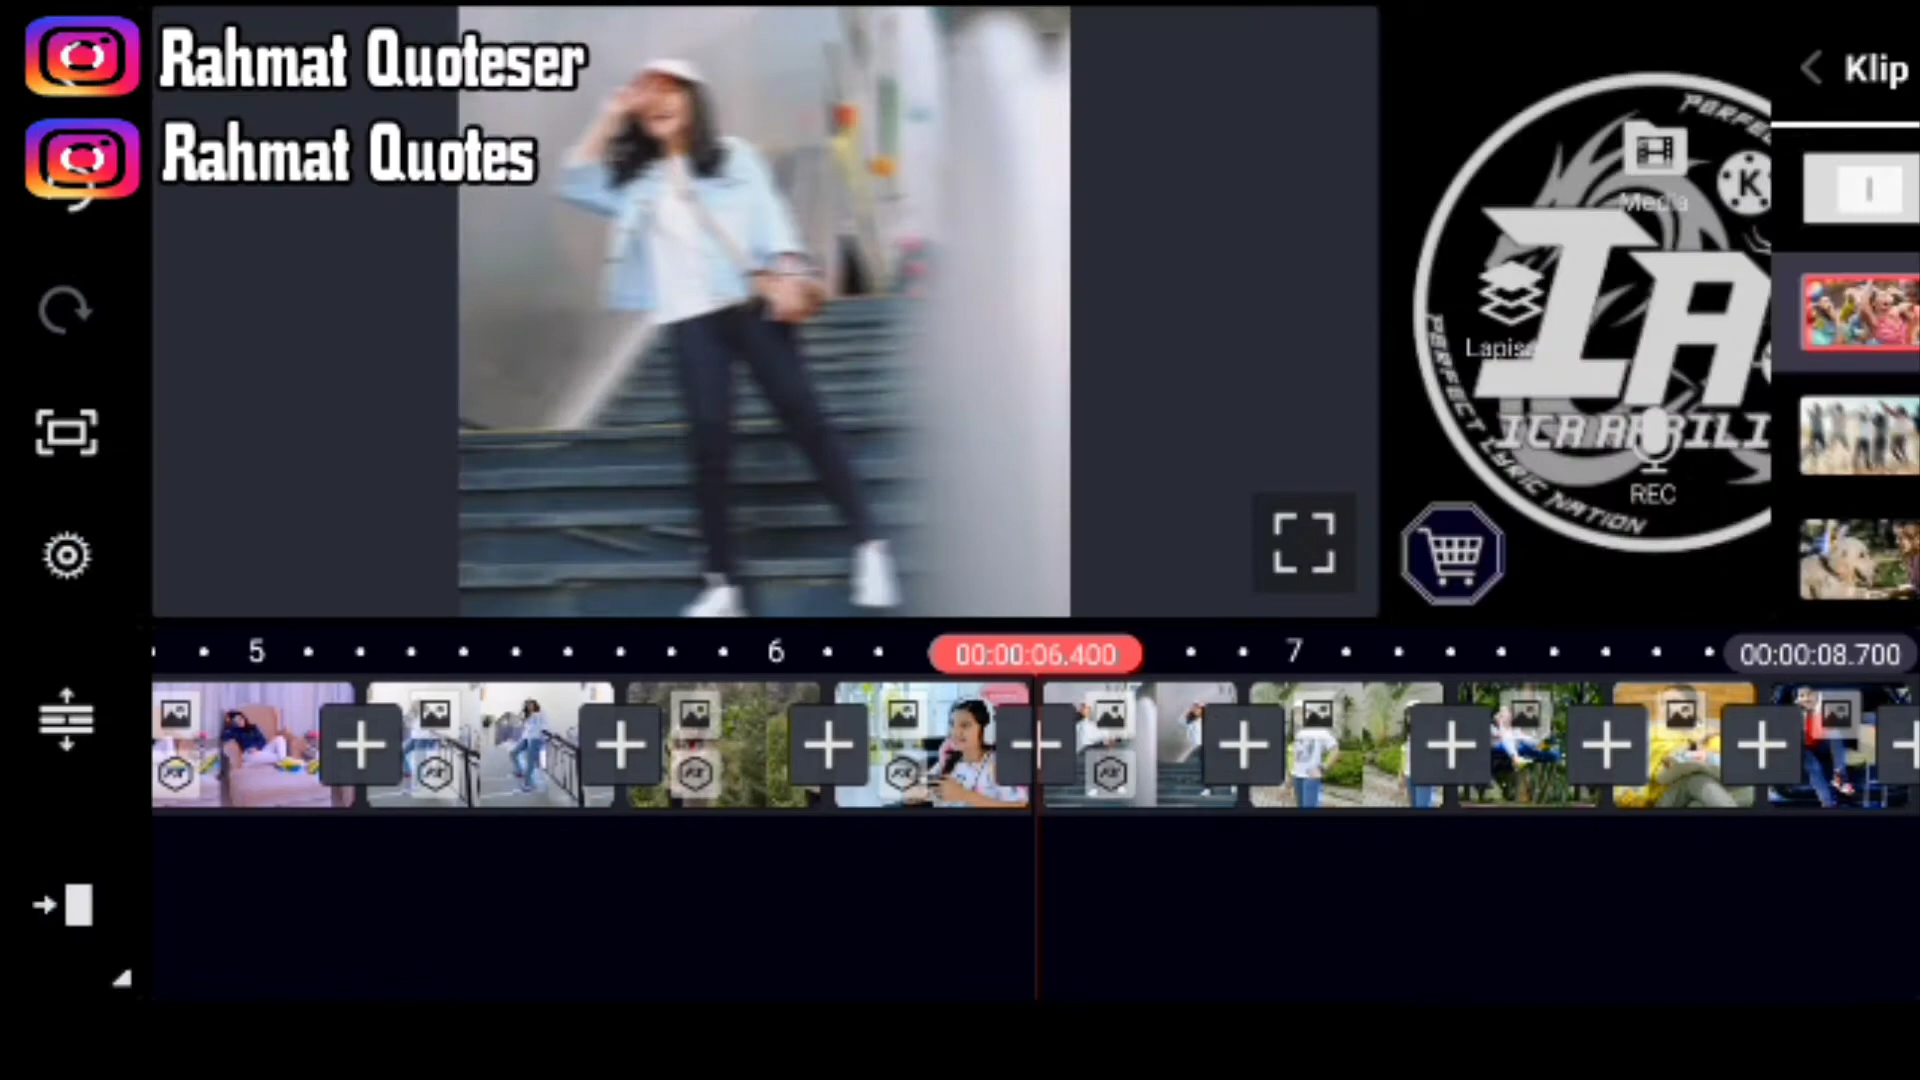 Rahmat Quoteser
Rahmat Quotes
Klip
Media
K
IA
REC
PERFECT LYRIC NATION
5
6
00:00:06.400
7
00:00:08.700